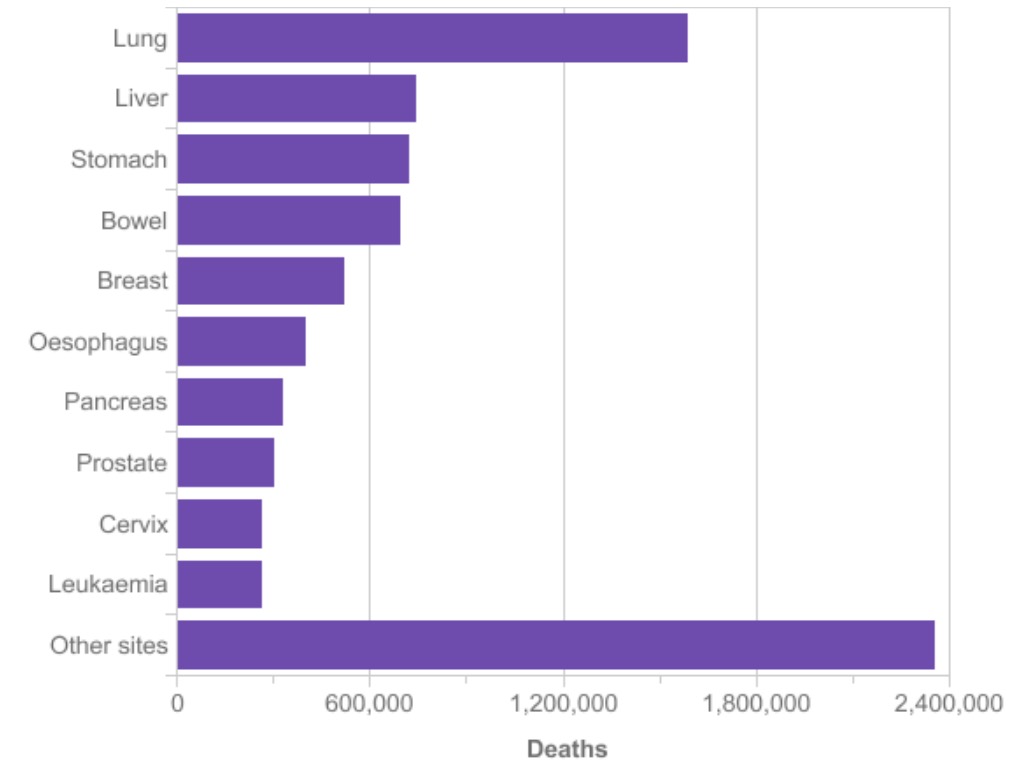 Lung
Liver
Stomach
Bowel
Breast
Oesophagus
Pancreas
Prostate
Cervix
Leukaemia
Other sites
0 600,000 1,200,000 1,800,000 2,400,000
Deaths